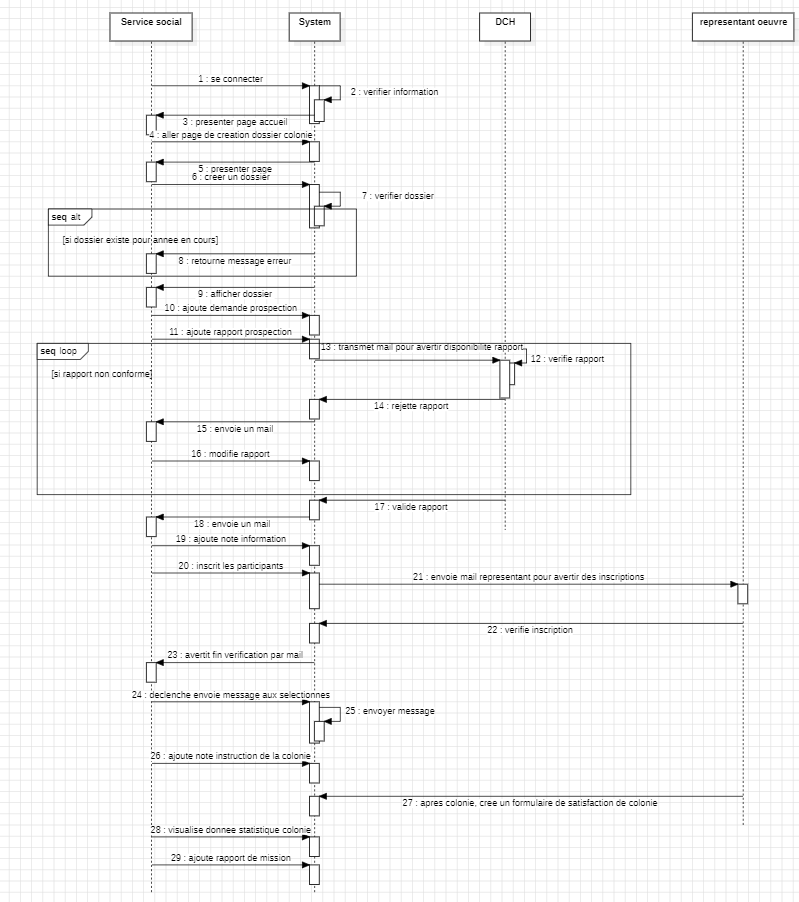 Service social
System
DCH
representant oeuvre
1 : se connecter
2 : verifier information
3 : presenter page accueil
4 : aller page de creation dossier colonie
5 : presenter page
6 : creer un dossier
7 : verifier dossier
seq alt
[si dossier existe pour annee en cours]
8 : retourne message erreur
9 : afficher dossier
10 : ajoute demande prospection
11 : ajoute rapport prospection
seq loop
13 : transmet mail pour avertir disponibilite rapport
12 : verifie rapport
[si rapport non conforme]
14 : rejette rapport
15 : envoie un mail
16 : modifie rapport
17 : valide rapport
18 : envoie un mail
19 : ajoute note information
20 : inscrit les participants
21 : envoie mail representant pour avertir des inscriptions
22 : verifie inscription
23 : avertit fin verification par mail
24 : declenche envoie message aux selectionnes
25 : envoyer message
26 : ajoute note instruction de la colonie
27 : apres colonie, cree un formulaire de satisfaction de colonie
28 : visualise donnee statistique colonie
29 : ajoute rapport de mission